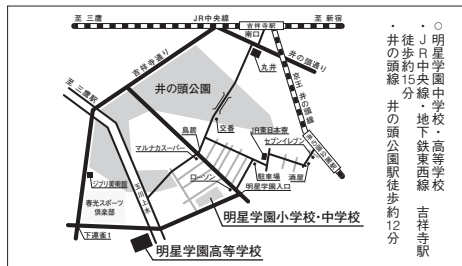 ○明星学園中学校・高等学校
・JR中央線・地下鉄東西線　吉祥寺駅
徒歩約15分
・井の頭線　井の頭公園駅徒歩約12分
至 三鷹
JR中央線
吉祥寺駅
至 新宿
南口
吉祥寺通り
丸井
井の頭通り
至 三鷹駅
井の頭公園
京王 井の頭線
井の頭公園駅
鳥居
交番
JR東日本寮
マルナカスーパー
セブンイレブン
ジブリ美術館
玉川上水
ローソン
駐車場
酒屋
明星学園入口
春光スポーツ
倶楽部
明星学園小学校・中学校
下連雀1
明星学園高等学校